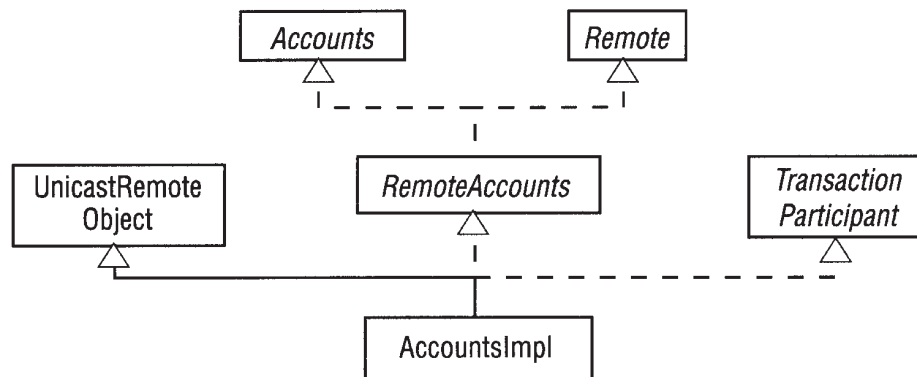 Accounts
Remote
UnicastRemote
Object
RemoteAccounts
Transaction
Participant
AccountsImpl